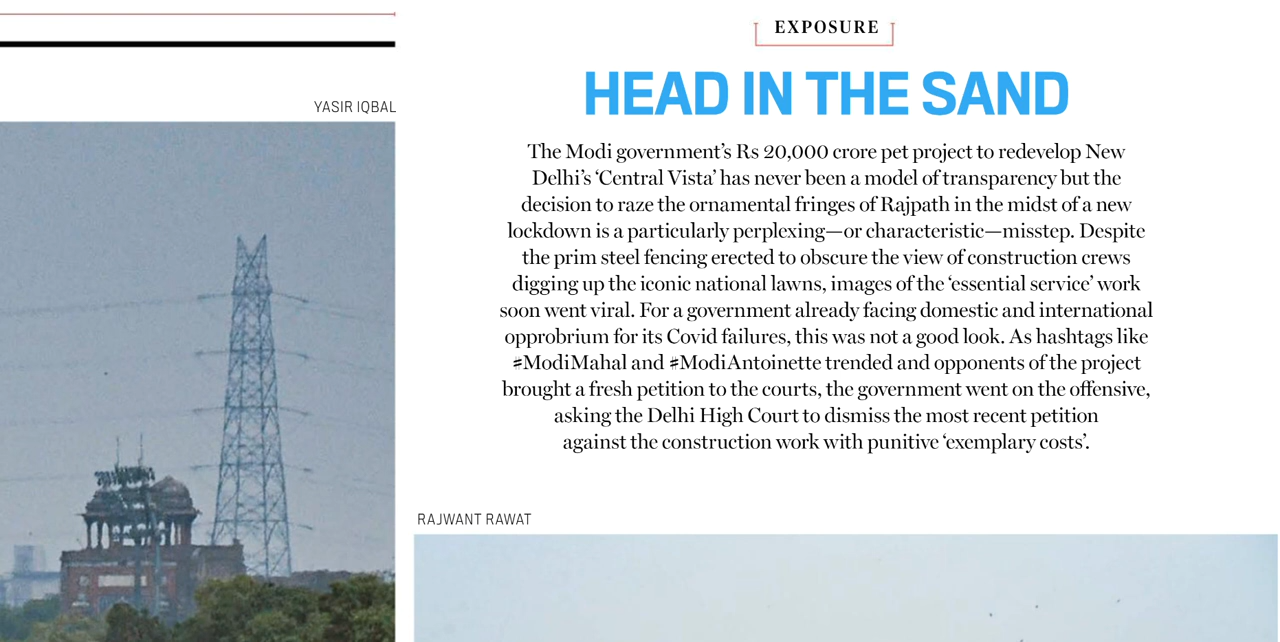 YASIR IQBAL
EXPOSURE
HEAD IN THE SAND
The Modi government’s Rs 20,000 crore pet project to redevelop New
Delhi’s ‘Central Vista’ has never been a model of transparency but the
decision to raze the ornamental fringes of Rajpath in the midst of a new
lockdown is a particularly perplexing—or characteristic—misstep. Despite
the prim steel fencing erected to obscure the view of construction crews
digging up the iconic national lawns, images of the ‘essential service’ work
soon went viral. For a government already facing domestic and international
opprobrium for its Covid failures, this was not a good look. As hashtags like
#ModiMahal and #ModiAntoinette trended and opponents of the project
brought a fresh petition to the courts, the government went on the offensive,
asking the Delhi High Court to dismiss the most recent petition
against the construction work with punitive ‘exemplary costs’.
RAJWANT RAWAT